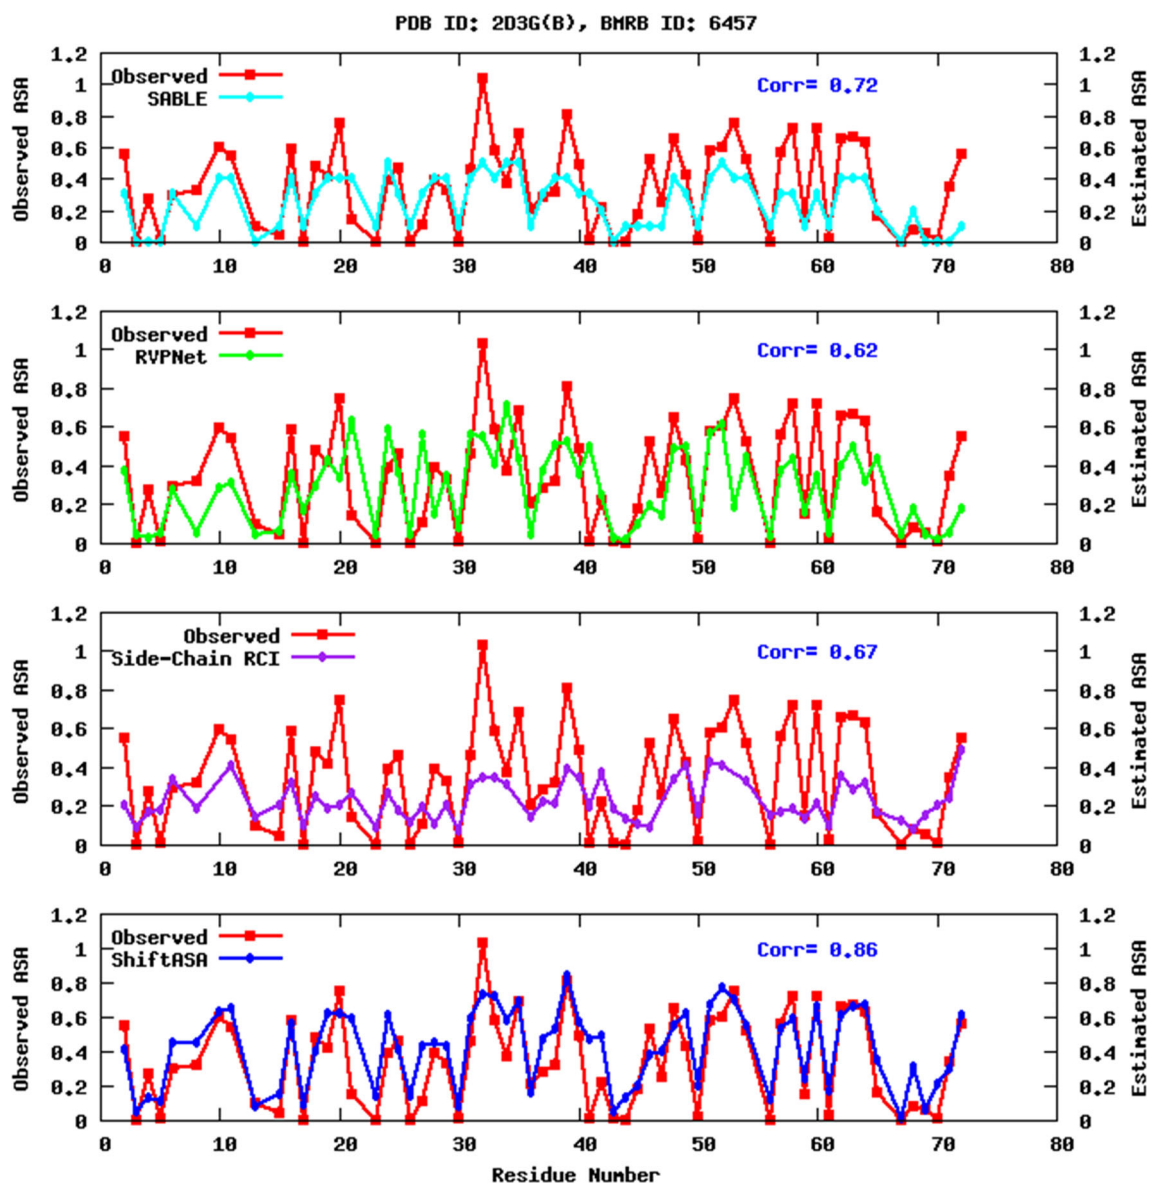 PDB ID: 2D3G(B), BMRB ID: 6457
1.2 1.2
Observed Corr= 0.72
SABLE
1 1
0.8 0.8
0.6 0.6
0.4 0.4
0.2 0.2
0 0
0 10 20 30 40 50 60 70 80
Observed ASA
Estimated ASA
1.2 1.2
Observed
RVPNet Corr= 0.62
1 1
0.8 0.8
0.6 0.6
0.4 0.4
0.2 0.2
0 0
0 10 20 30 40 50 60 70 80
Observed ASA
Estimated ASA
1.2 1.2
Observed
Side-Chain RCI Corr= 0.67
1 1
0.8 0.8
0.6 0.6
0.4 0.4
0.2 0.2
0 0
0 10 20 30 40 50 60 70 80
Observed ASA
Estimated ASA
1.2 1.2
Observed
ShiftASA Corr= 0.86
1 1
0.8 0.8
0.6 0.6
0.4 0.4
0.2 0.2
0 0
0 10 20 30 40 50 60 70 80
Observed ASA
Estimated ASA
Residue Number